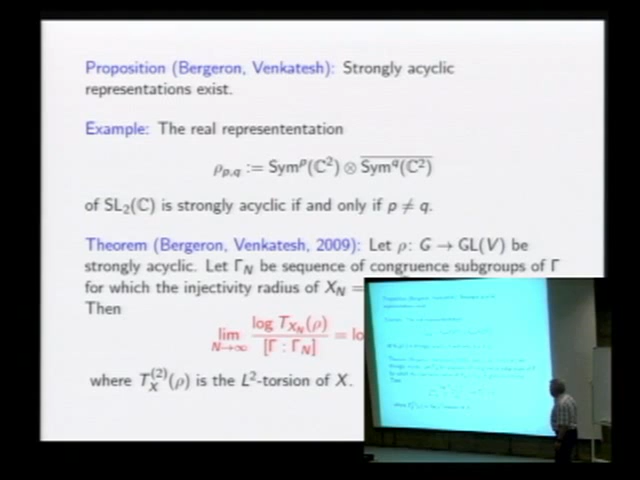 Proposition (Bergeron, Venkatesh): Strongly acyclic
representations exist.
Example: The real represententation
ρp,q := Symᵖ(ℂ²) ⊗ \overline{Sym^q(ℂ²)}
of SL₂(ℂ) is strongly acyclic if and only if p ≠ q.
Theorem (Bergeron, Venkatesh, 2009): Let ρ: G → GL(V) be
strongly acyclic. Let Γ_N be sequence of congruence subgroups of Γ
for which the injectivity radius of X_N =
Then
lim_{N→∞} log T_{X_N}(ρ) / [Γ : Γ_N] = lo
where T_X^{(2)}(ρ) is the L²-torsion of X.